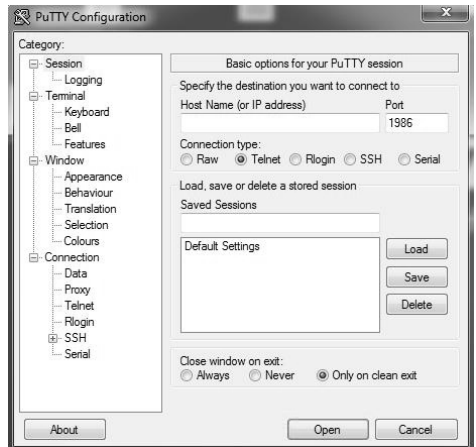 PuTTY Configuration
Category:
Session
Logging
Terminal
Keyboard
Bell
Features
Window
Appearance
Behaviour
Translation
Selection
Colours
Connection
Data
Proxy
Telnet
Rlogin
SSH
Serial
Basic options for your PuTTY session
Specify the destination you want to connect to
Host Name (or IP address) Port
1986
Connection type:
Raw Telnet Rlogin SSH Serial
Load, save or delete a stored session
Saved Sessions
Default Settings
Load
Save
Delete
Close window on exit:
Always Never Only on clean exit
About Open Cancel